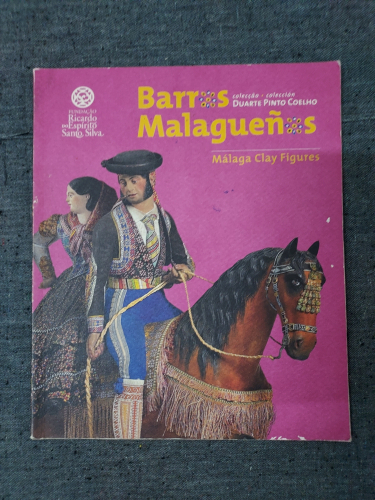 FUNDAÇÃO
Ricardo
do Espírito
Santo Silva.
Barros
colecção - colección
DUARTE PINTO COELHO
Malagueños
Málaga Clay Figures